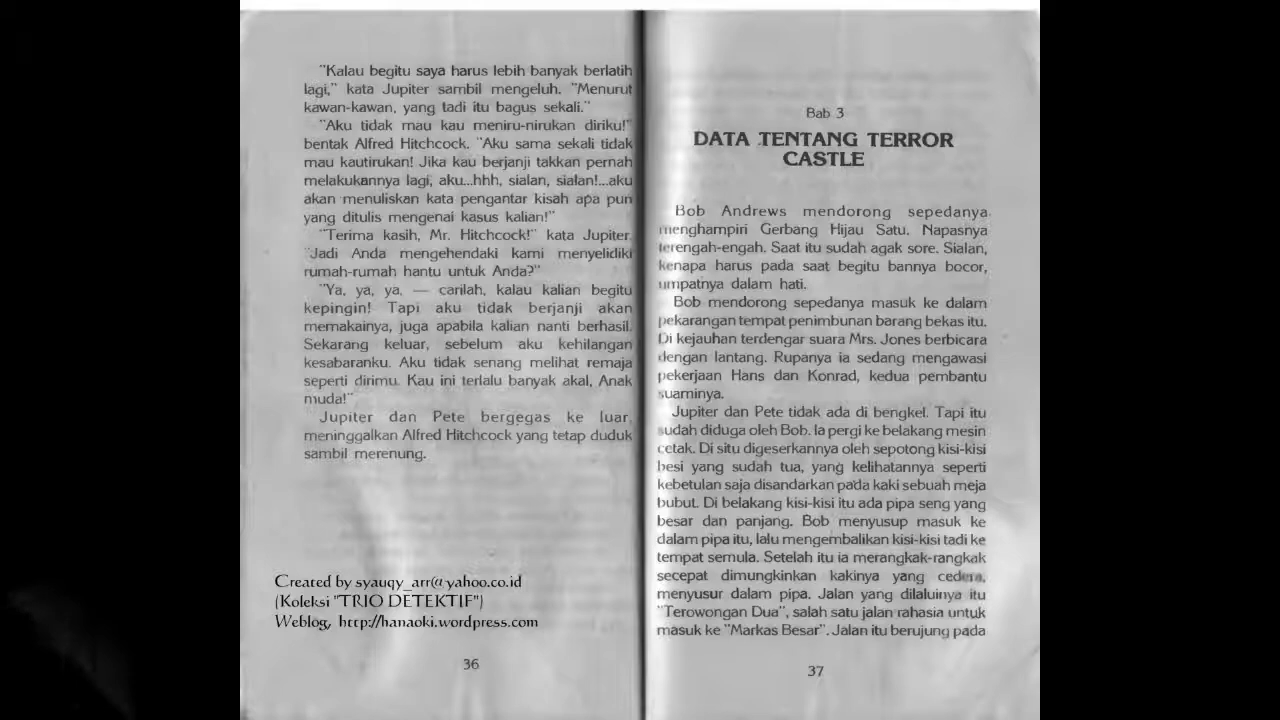 "Kalau begitu saya harus lebih banyak berlatih
lagi," kata Jupiter sambil mengeluh. "Menurut
kawan-kawan, yang tadi itu bagus sekali."
"Aku tidak mau kau meniru-nirukan diriku!"
bentak Alfred Hitchcock. "Aku sama sekali tidak
mau kautirukan! Jika kau berjanji takkan pernah
melakukannya lagi, aku...hhh, sialan, sialan!...aku
akan menuliskan kata pengantar kisah apa pun
yang ditulis mengenai kasus kalian!"
"Terima kasih, Mr. Hitchcock!" kata Jupiter.
"Jadi Anda mengehendaki kami menyelidiki
rumah-rumah hantu untuk Anda?"
"Ya, ya, ya, — carilah, kalau kalian begitu
kepingin! Tapi aku tidak berjanji akan
memakainya, juga apabila kalian nanti berhasil.
Sekarang keluar, sebelum aku kehilangan
kesabaranku. Aku tidak senang melihat remaja
seperti dirimu. Kau ini terlalu banyak akal, Anak
muda!"
Jupiter dan Pete bergegas ke luar,
meninggalkan Alfred Hitchcock yang tetap duduk
sambil merenung.
Created by syauqy_arr@yahoo.co.id
(Koleksi "TRIO DETEKTIF")
Weblog, http://hanaoki.wordpress.com
36
Bab 3
DATA TENTANG TERROR
CASTLE
Bob Andrews mendorong sepedanya
menghampiri Gerbang Hijau Satu. Napasnya
terengah-engah. Saat itu sudah agak sore. Sialan,
kenapa harus pada saat begitu bannya bocor,
umpatnya dalam hati.
Bob mendorong sepedanya masuk ke dalam
pekarangan tempat penimbunan barang bekas itu.
Di kejauhan terdengar suara Mrs. Jones berbicara
dengan lantang. Rupanya ia sedang mengawasi
pekerjaan Hans dan Konrad, kedua pembantu
suaminya.
Jupiter dan Pete tidak ada di bengkel. Tapi itu
sudah diduga oleh Bob. Ia pergi ke belakang mesin
cetak. Di situ digeserkannya oleh sepotong kisi-kisi
besi yang sudah tua, yang kelihatannya seperti
kebetulan saja disandarkan pada kaki sebuah meja
bubut. Di belakang kisi-kisi itu ada pipa seng yang
besar dan panjang. Bob menyusup masuk ke
dalam pipa itu, lalu mengembalikan kisi-kisi tadi ke
tempat semula. Setelah itu ia merangkak-rangkak
secepat dimungkinkan kakinya yang cedera,
menyusur dalam pipa. Jalan yang dilaluinya itu
"Terowongan Dua", salah satu jalan rahasia untuk
masuk ke "Markas Besar". Jalan itu berujung pada
37